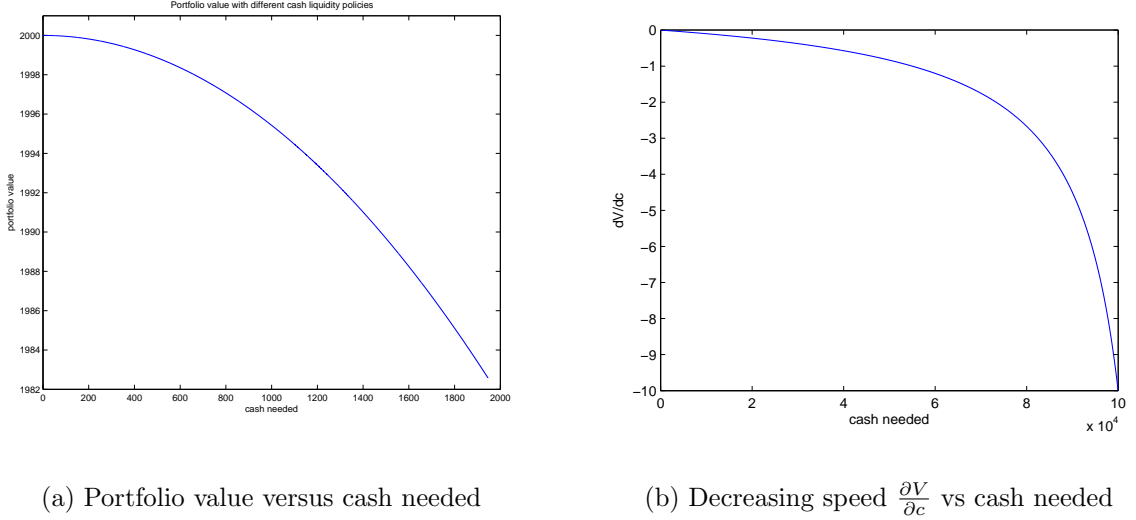 Portfolio value with different cash liquidity policies
portfolio value
2000
1998
1996
1994
1992
1990
1988
1986
1984
1982
0 200 400 600 800 1000 1200 1400 1600 1800 2000
cash needed
dV/dc
0
−1
−2
−3
−4
−5
−6
−7
−8
−9
−10
0 2 4 6 8 10
x 10^4
cash needed
(a) Portfolio value versus cash needed
(b) Decreasing speed ∂V/∂c vs cash needed